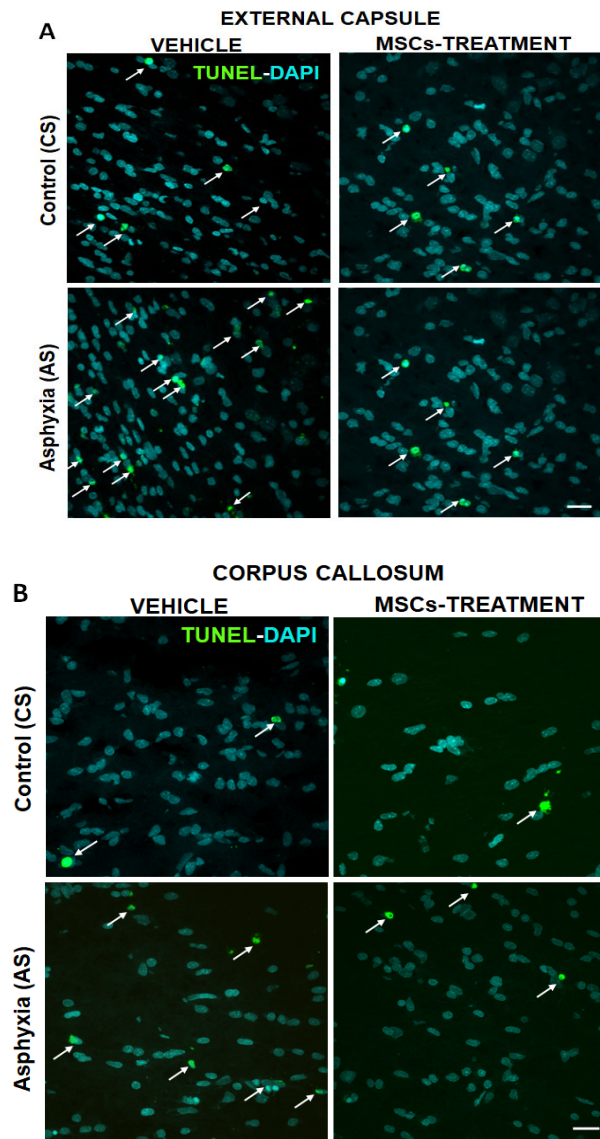 EXTERNAL CAPSULE
A
VEHICLE
MSCs-TREATMENT
TUNEL-DAPI
Control (CS)
Asphyxia (AS)
CORPUS CALLOSUM
B
VEHICLE
MSCs-TREATMENT
TUNEL-DAPI
Control (CS)
Asphyxia (AS)